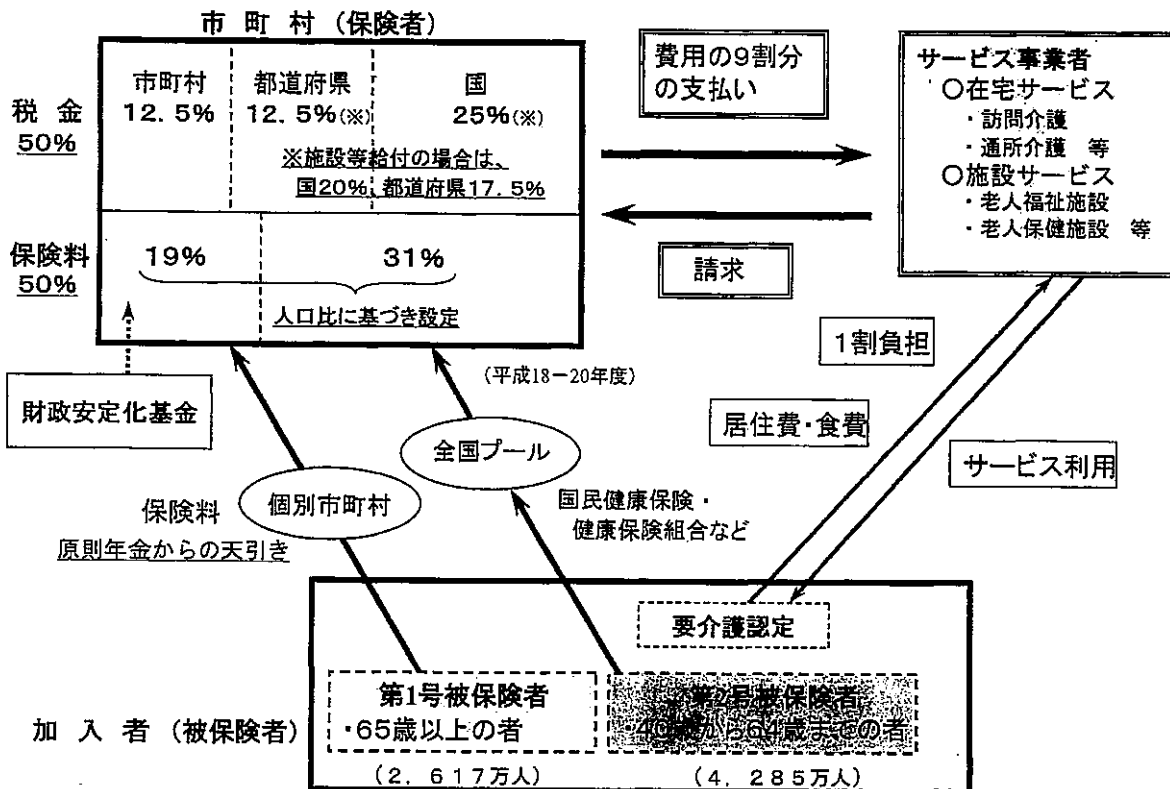 市 町 村 (保険者)
税 金
50%
市町村
12．5%
都道府県
12．5%(※)
国
25%(※)
※施設等給付の場合は、
国20%、都道府県17．5%
保険料
50%
19%
31%
人口比に基づき設定
費用の9割分
の支払い
請求
サービス事業者
○在宅サービス
・訪問介護
・通所介護 等
○施設サービス
・老人福祉施設
・老人保健施設 等
財政安定化基金
(平成18－20年度)
1割負担
居住費・食費
サービス利用
全国プール
個別市町村
保険料
原則年金からの天引き
国民健康保険・
健康保険組合など
要介護認定
加 入 者 (被保険者)
第1号被保険者
・65歳以上の者
(2，617万人)
第2号被保険者
・40歳から64歳までの者
(4，285万人)